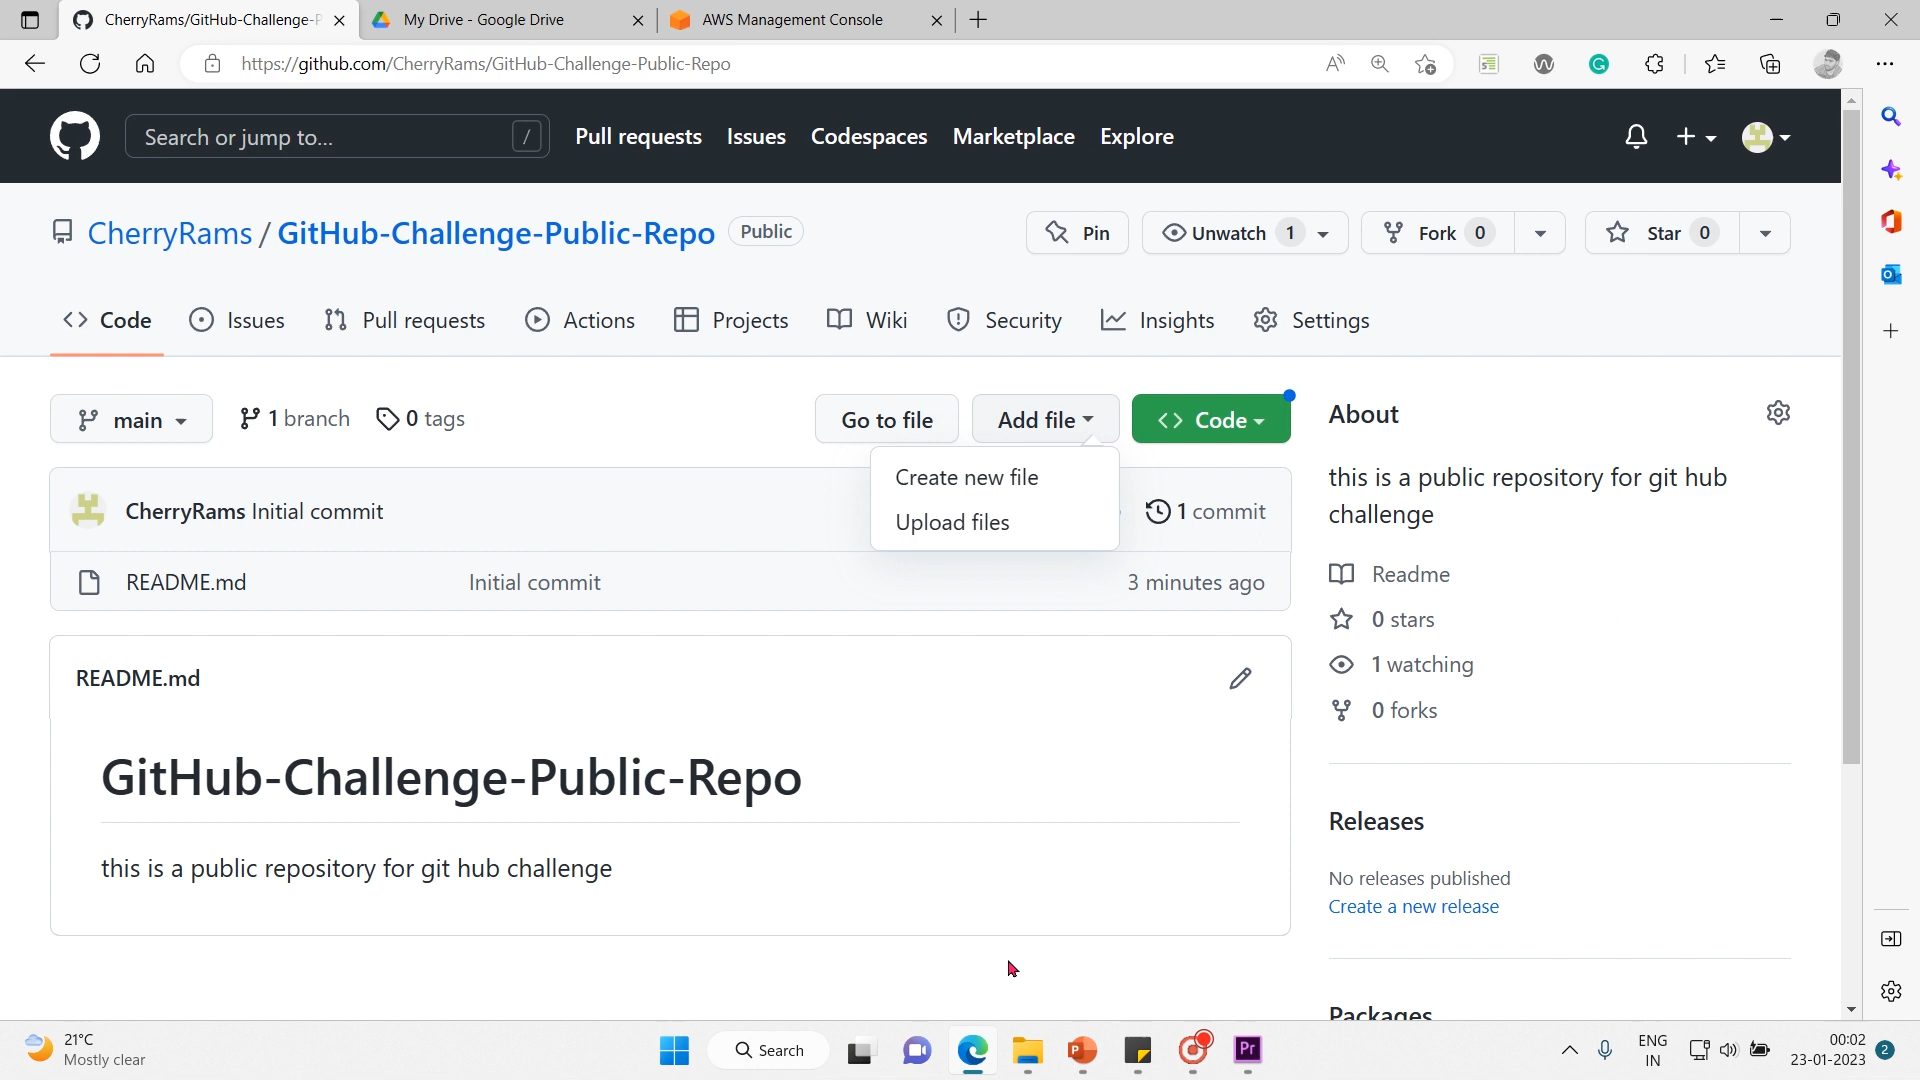 CherryRams/GitHub-Challenge-P
My Drive - Google Drive
AWS Management Console
https://github.com/CherryRams/GitHub-Challenge-Public-Repo
Search or jump to...
/
Pull requests
Issues
Codespaces
Marketplace
Explore
CherryRams / GitHub-Challenge-Public-Repo
Public
Pin
Unwatch 1
Fork 0
Star 0
Code
Issues
Pull requests
Actions
Projects
Wiki
Security
Insights
Settings
main
1 branch
0 tags
Go to file
Add file
Code
Create new file
Upload files
CherryRams Initial commit
1 commit
README.md
Initial commit
3 minutes ago
README.md
GitHub-Challenge-Public-Repo
this is a public repository for git hub challenge
About
this is a public repository for git hub
challenge
Readme
0 stars
1 watching
0 forks
Releases
No releases published
Create a new release
Packages
21°C
Mostly clear
Search
Pr
ENG
IN
00:02
23-01-2023
2